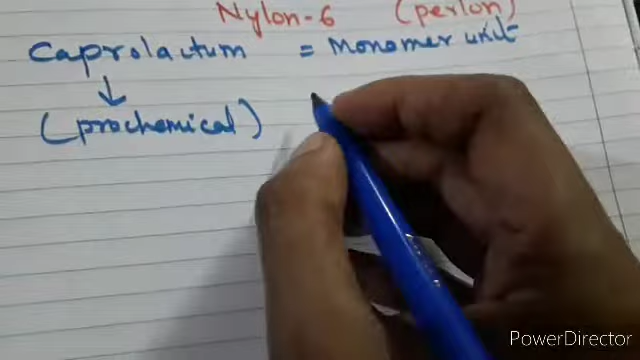 Nylon-6 (perlon)
Caprolactum = Monomer unit
↓
(prochemical)
PowerDirector